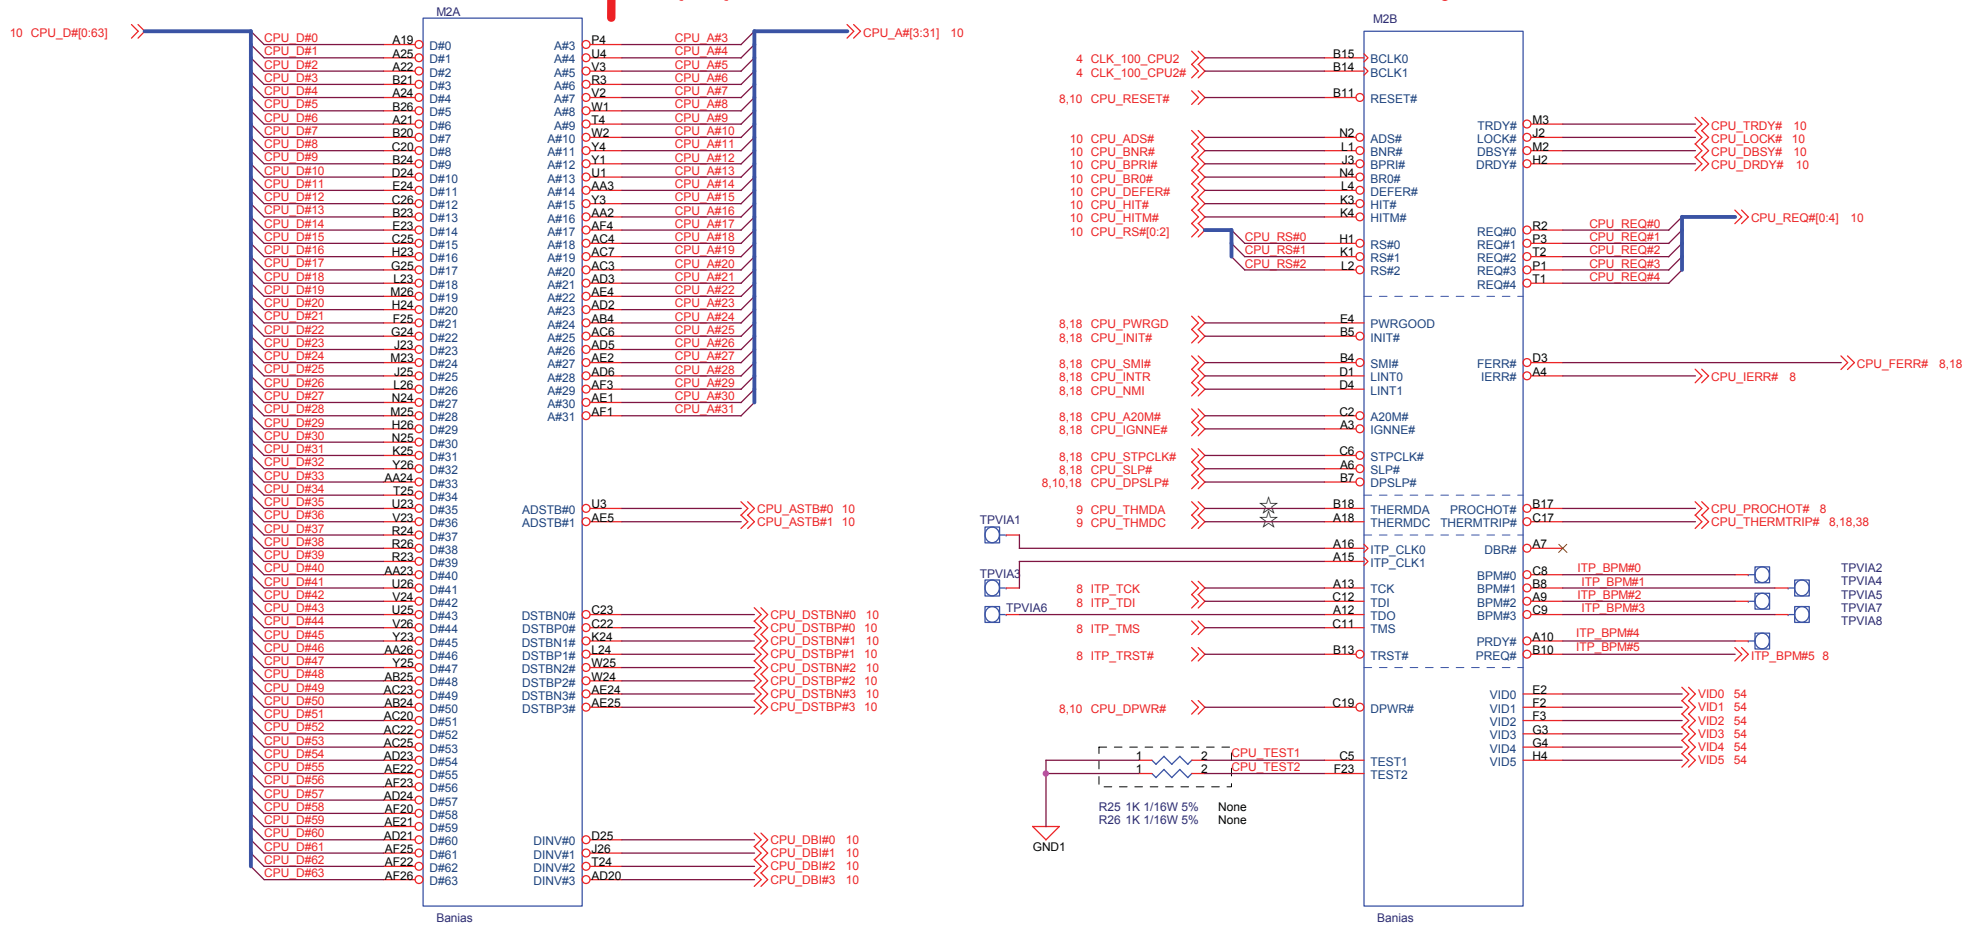 M2A
10 CPU_D#[0:63]
CPU_A#[3:31] 10
CPU_D#0 A19 D#0 A#3 P4 CPU_A#3
CPU_D#1 A25 D#1 A#4 U4 CPU_A#4
CPU_D#2 A22 D#2 A#5 V3 CPU_A#5
CPU_D#3 B21 D#3 A#6 R3 CPU_A#6
CPU_D#4 A24 D#4 A#7 V2 CPU_A#7
CPU_D#5 B26 D#5 A#8 W1 CPU_A#8
CPU_D#6 A21 D#6 A#9 T4 CPU_A#9
CPU_D#7 B20 D#7 A#10 W2 CPU_A#10
CPU_D#8 C20 D#8 A#11 Y4 CPU_A#11
CPU_D#9 B24 D#9 A#12 Y1 CPU_A#12
CPU_D#10 D24 D#10 A#13 U1 CPU_A#13
CPU_D#11 E24 D#11 A#14 AA3 CPU_A#14
CPU_D#12 C26 D#12 A#15 Y3 CPU_A#15
CPU_D#13 B23 D#13 A#16 AA2 CPU_A#16
CPU_D#14 E23 D#14 A#17 AF4 CPU_A#17
CPU_D#15 C25 D#15 A#18 AC4 CPU_A#18
CPU_D#16 H23 D#16 A#19 AC7 CPU_A#19
CPU_D#17 G25 D#17 A#20 AC3 CPU_A#20
CPU_D#18 L23 D#18 A#21 AD3 CPU_A#21
CPU_D#19 M26 D#19 A#22 AE4 CPU_A#22
CPU_D#20 H24 D#20 A#23 AD2 CPU_A#23
CPU_D#21 F25 D#21 A#24 AB4 CPU_A#24
CPU_D#22 G24 D#22 A#25 AC6 CPU_A#25
CPU_D#23 J23 D#23 A#26 AD5 CPU_A#26
CPU_D#24 M23 D#24 A#27 AE2 CPU_A#27
CPU_D#25 J25 D#25 A#28 AD6 CPU_A#28
CPU_D#26 L26 D#26 A#29 AF3 CPU_A#29
CPU_D#27 N24 D#27 A#30 AE1 CPU_A#30
CPU_D#28 M25 D#28 A#31 AF1 CPU_A#31
CPU_D#29 H26 D#29
CPU_D#30 N25 D#30
CPU_D#31 K25 D#31
CPU_D#32 Y26 D#32
CPU_D#33 AA24 D#33
CPU_D#34 T25 D#34
CPU_D#35 U23 D#35 ADSTB#0 U3 CPU_ASTB#0 10
CPU_D#36 V23 D#36 ADSTB#1 AE5 CPU_ASTB#1 10
CPU_D#37 R24 D#37
CPU_D#38 R26 D#38
CPU_D#39 R23 D#39
CPU_D#40 AA23 D#40
CPU_D#41 U26 D#41
CPU_D#42 V24 D#42
CPU_D#43 U25 D#43 DSTBN0# C23 CPU_DSTBN#0 10
CPU_D#44 V26 D#44 DSTBP0# C22 CPU_DSTBP#0 10
CPU_D#45 Y23 D#45 DSTBN1# K24 CPU_DSTBN#1 10
CPU_D#46 AA26 D#46 DSTBP1# L24 CPU_DSTBP#1 10
CPU_D#47 Y25 D#47 DSTBN2# W25 CPU_DSTBN#2 10
CPU_D#48 AB25 D#48 DSTBP2# W24 CPU_DSTBP#2 10
CPU_D#49 AC23 D#49 DSTBN3# AE24 CPU_DSTBN#3 10
CPU_D#50 AB24 D#50 DSTBP3# AE25 CPU_DSTBP#3 10
CPU_D#51 AC20 D#51
CPU_D#52 AC22 D#52
CPU_D#53 AC25 D#53
CPU_D#54 AD23 D#54
CPU_D#55 AE22 D#55
CPU_D#56 AF23 D#56
CPU_D#57 AD24 D#57
CPU_D#58 AF20 D#58
CPU_D#59 AE21 D#59
CPU_D#60 AD21 D#60 DINV#0 D25 CPU_DBI#0 10
CPU_D#61 AF25 D#61 DINV#1 J26 CPU_DBI#1 10
CPU_D#62 AF22 D#62 DINV#2 T24 CPU_DBI#2 10
CPU_D#63 AF26 D#63 DINV#3 AD20 CPU_DBI#3 10
Banias
M2B
4 CLK_100_CPU2 B15 BCLK0
4 CLK_100_CPU2# B14 BCLK1
8,10 CPU_RESET# B11 RESET#
TRDY# M3 CPU_TRDY# 10
10 CPU_ADS# N2 ADS# LOCK# J2 CPU_LOCK# 10
10 CPU_BNR# L1 BNR# DBSY# M2 CPU_DBSY# 10
10 CPU_BPRI# J3 BPRI# DRDY# H2 CPU_DRDY# 10
10 CPU_BR0# N4 BR0#
10 CPU_DEFER# L4 DEFER#
10 CPU_HIT# K3 HIT#
10 CPU_HITM# K4 HITM# CPU_REQ#[0:4] 10
10 CPU_RS#[0:2] REQ#0 R2 CPU_REQ#0
CPU_RS#0 H1 RS#0 REQ#1 P3 CPU_REQ#1
CPU_RS#1 K1 RS#1 REQ#2 T2 CPU_REQ#2
CPU_RS#2 L2 RS#2 REQ#3 P1 CPU_REQ#3
REQ#4 T1 CPU_REQ#4
8,18 CPU_PWRGD E4 PWRGOOD
8,18 CPU_INIT# B5 INIT#
8,18 CPU_SMI# B4 SMI# FERR# D3 CPU_FERR# 8,18
8,18 CPU_INTR D1 LINT0 IERR# A4 CPU_IERR# 8
8,18 CPU_NMI D4 LINT1
8,18 CPU_A20M# C2 A20M#
8,18 CPU_IGNNE# A3 IGNNE#
8,18 CPU_STPCLK# C6 STPCLK#
8,18 CPU_SLP# A6 SLP#
8,10,18 CPU_DPSLP# B7 DPSLP#
9 CPU_THMDA B18 THERMDA PROCHOT# B17 CPU_PROCHOT# 8
9 CPU_THMDC A18 THERMDC THERMTRIP# C17 CPU_THERMTRIP# 8,18,38
TPVIA1
A16 ITP_CLK0 DBR# A7
A15 ITP_CLK1
TPVIA3 BPM#0 C8 ITP_BPM#0 TPVIA2
8 ITP_TCK A13 TCK BPM#1 B8 ITP_BPM#1 TPVIA4
8 ITP_TDI C12 TDI BPM#2 A9 ITP_BPM#2 TPVIA5
TPVIA6 A12 TDO BPM#3 C9 ITP_BPM#3 TPVIA7
8 ITP_TMS C11 TMS TPVIA8
PRDY# A10 ITP_BPM#4
8 ITP_TRST# B13 TRST# PREQ# B10 ITP_BPM#5 ITP_BPM#5 8
VID0 E2 VID0 54
8,10 CPU_DPWR# C19 DPWR# VID1 F2 VID1 54
VID2 F3 VID2 54
VID3 G3 VID3 54
VID4 G4 VID4 54
1 2 CPU_TEST1 C5 TEST1 VID5 H4 VID5 54
1 2 CPU_TEST2 F23 TEST2
R25 1K 1/16W 5% None
R26 1K 1/16W 5% None
GND1
Banias